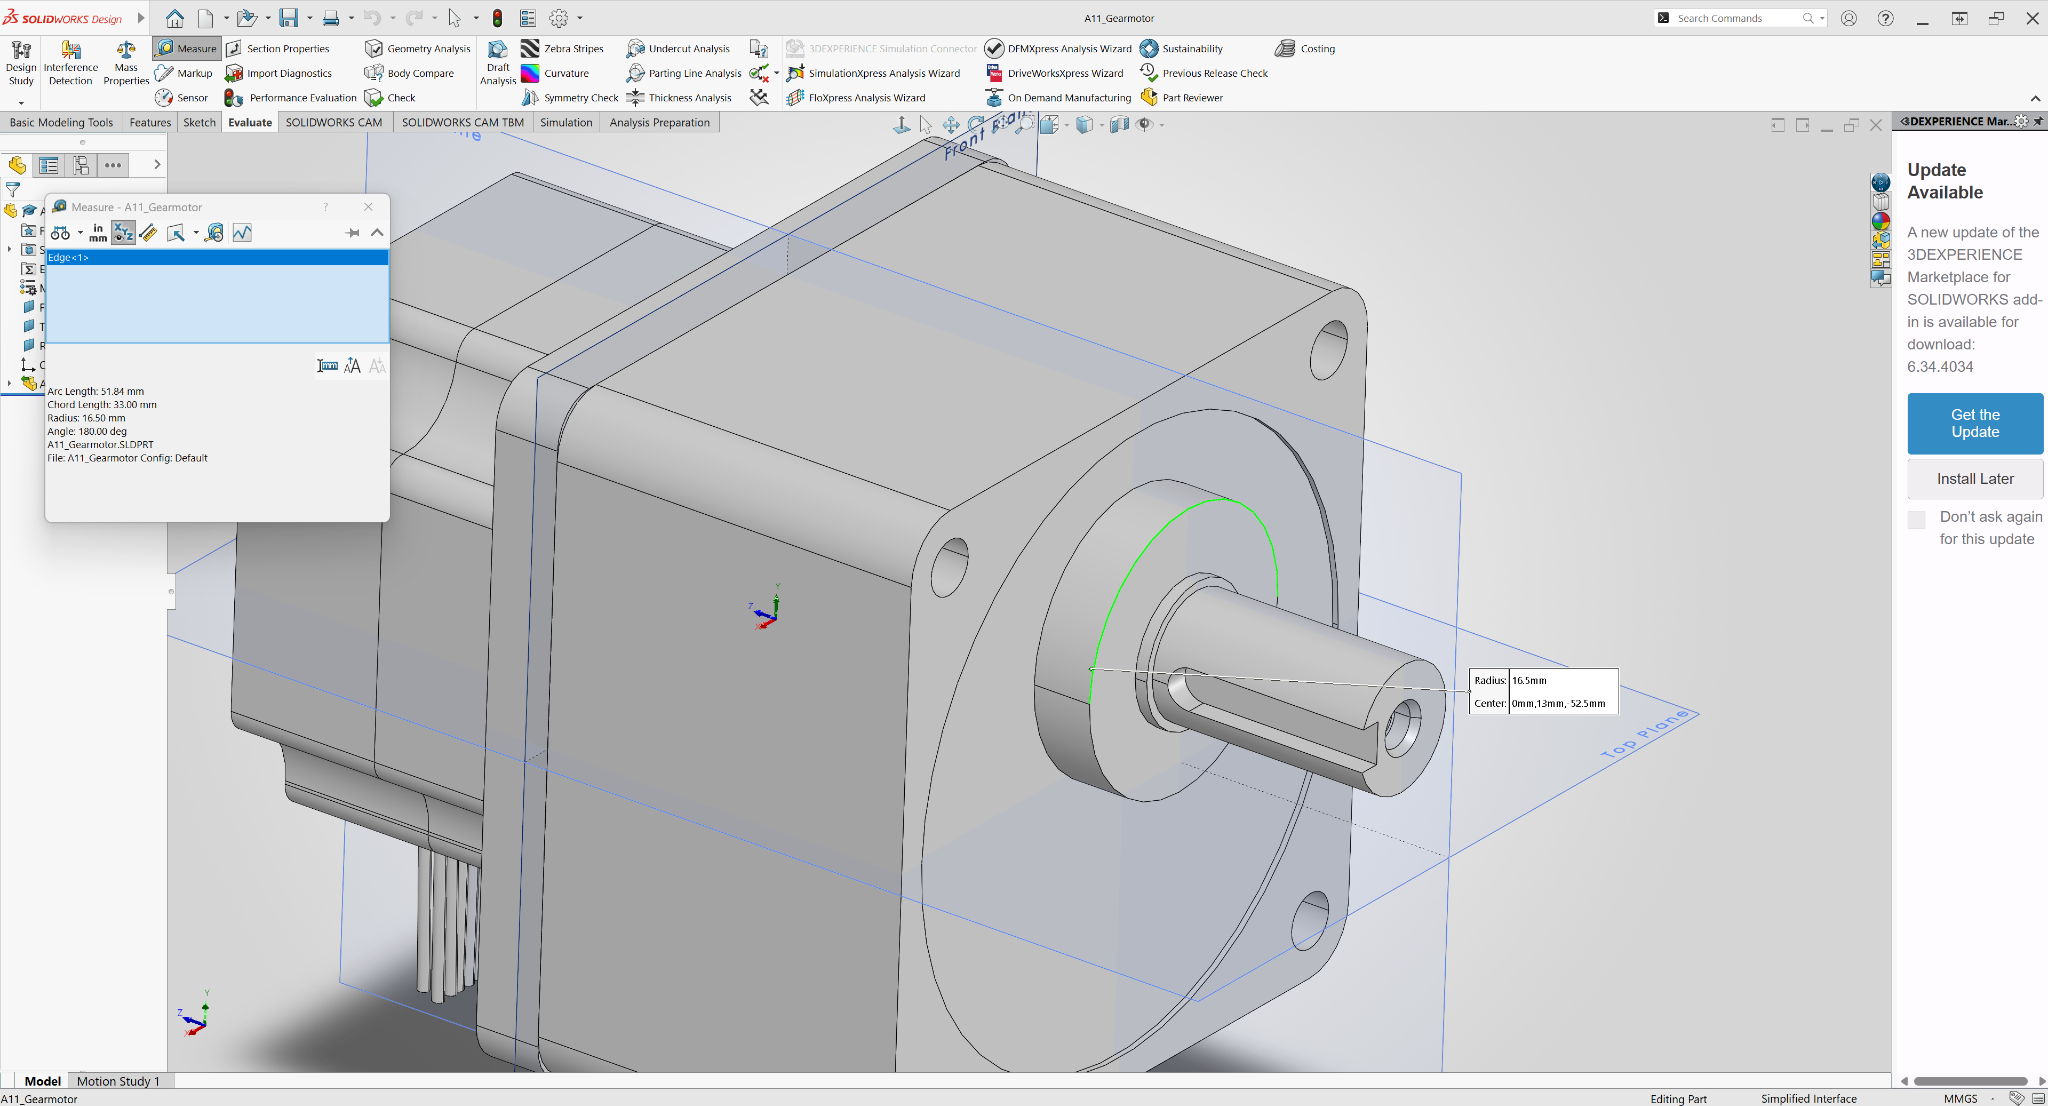 SOLIDWORKS Design
A11_Gearmotor
Search Commands
Design Study
Interference Detection
Mass Properties
Measure
Markup
Sensor
Section Properties
Import Diagnostics
Performance Evaluation
Geometry Analysis
Body Compare
Check
Draft Analysis
Zebra Stripes
Curvature
Symmetry Check
Undercut Analysis
Parting Line Analysis
Thickness Analysis
3DEXPERIENCE Simulation Connector
SimulationXpress Analysis Wizard
FloXpress Analysis Wizard
DFMXpress Analysis Wizard
DriveWorksXpress Wizard
On Demand Manufacturing
Sustainability
Previous Release Check
Part Reviewer
Costing
Basic Modeling Tools
Features
Sketch
Evaluate
SOLIDWORKS CAM
SOLIDWORKS CAM TBM
Simulation
Analysis Preparation
Measure - A11_Gearmotor
?
in
mm
XYZ
Edge<1>
Arc Length: 51.84 mm
Chord Length: 33.00 mm
Radius: 16.50 mm
Angle: 180.00 deg
A11_Gearmotor.SLDPRT
File: A11_Gearmotor Config: Default
Front
Top Plane
Radius: 16.5mm
Center: 0mm,13mm,-52.5mm
Y
Z
Y
Z
X
3DEXPERIENCE Mar...
Update
Available
A new update of the
3DEXPERIENCE
Marketplace for
SOLIDWORKS add-
in is available for
download:
6.34.4034
Get the
Update
Install Later
Don't ask again
for this update
Model
Motion Study 1
A11_Gearmotor
Editing Part
Simplified Interface
MMGS